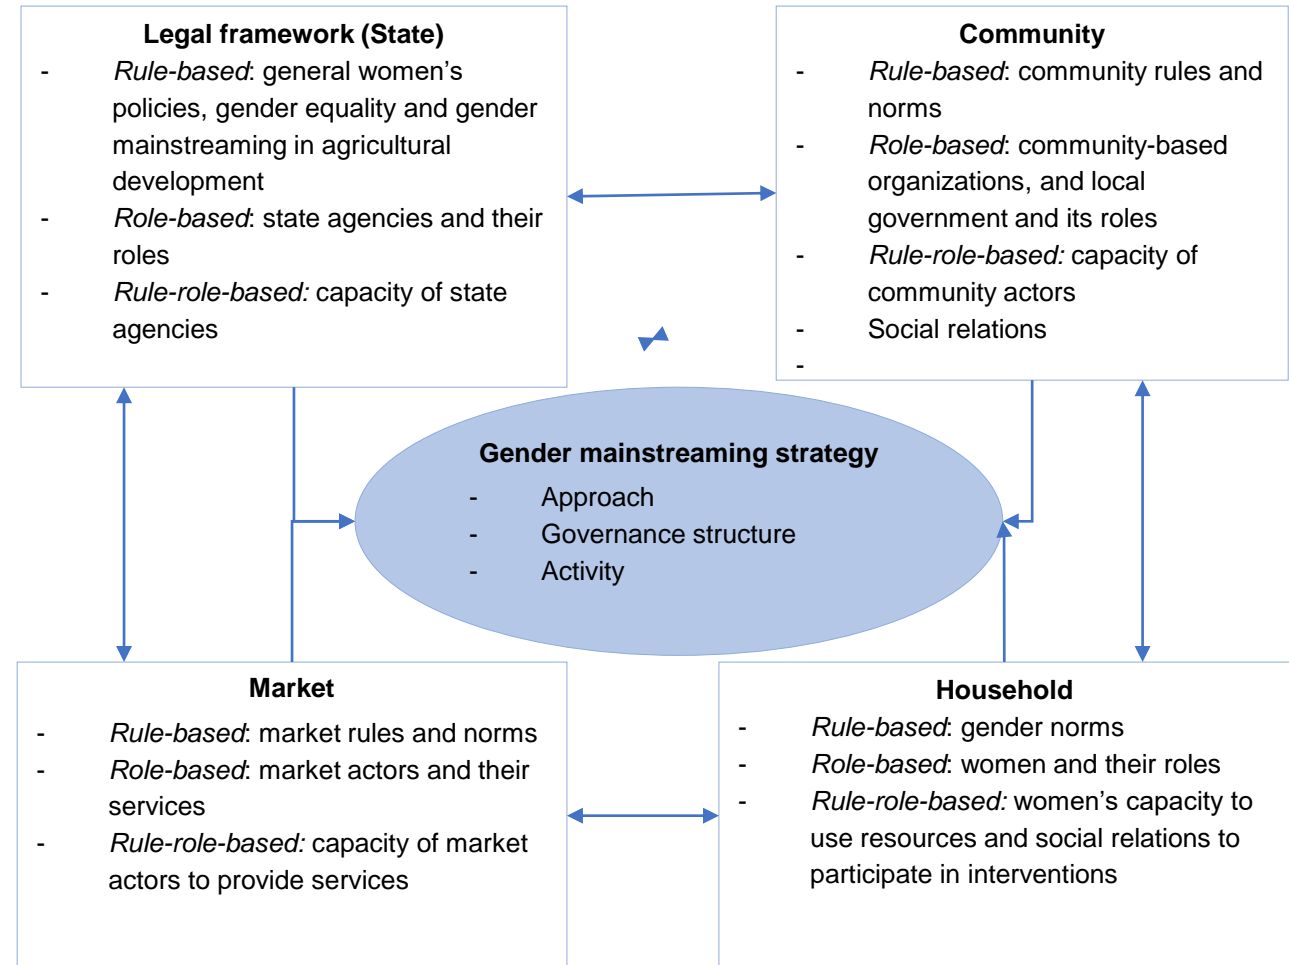 Legal framework (State)
- Rule-based: general women’s
policies, gender equality and gender
mainstreaming in agricultural
development
- Role-based: state agencies and their
roles
- Rule-role-based: capacity of state
agencies
Community
- Rule-based: community rules and
norms
- Role-based: community-based
organizations, and local
government and its roles
- Rule-role-based: capacity of
community actors
- Social relations
-
Gender mainstreaming strategy
- Approach
- Governance structure
- Activity
Market
- Rule-based: market rules and norms
- Role-based: market actors and their
services
- Rule-role-based: capacity of market
actors to provide services
Household
- Rule-based: gender norms
- Role-based: women and their roles
- Rule-role-based: women’s capacity to
use resources and social relations to
participate in interventions